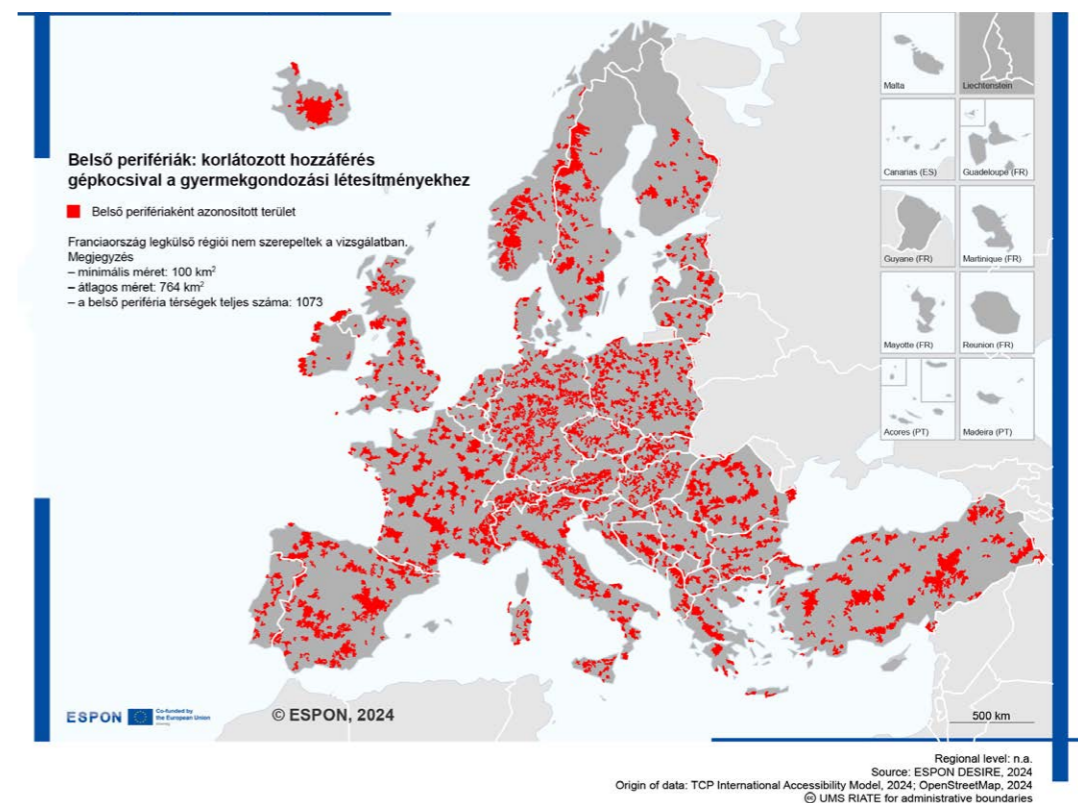 Malta
Liechtenstein
Canarias (ES)
Guadeloupe (FR)
Guyane (FR)
Martinique (FR)
Mayotte (FR)
Reunion (FR)
Acores (PT)
Madeira (PT)
Belső perifériák: korlátozott hozzáférés
gépkocsival a gyermekgondozási létesítményekhez
Belső perifériaként azonosított terület
Franciaország legkülső régiói nem szerepeltek a vizsgálatban.
Megjegyzés
– minimális méret: 100 km²
– átlagos méret: 764 km²
– a belső periféria térségek teljes száma: 1073
ESPON
Co-funded by
the European Union
Interreg
© ESPON, 2024
500 km
Regional level: n.a.
Source: ESPON DESIRE, 2024
Origin of data: TCP International Accessibility Model, 2024; OpenStreetMap, 2024
© UMS RIATE for administrative boundaries